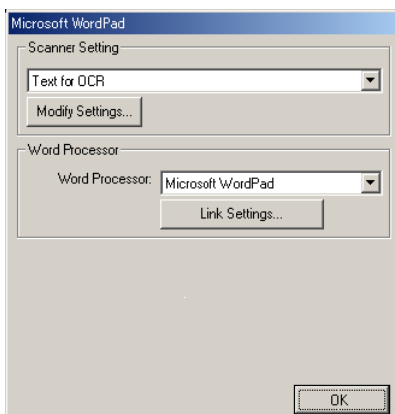 Microsoft WordPad
Scanner Setting
Text for OCR
Modify Settings...
Word Processor
Word Processor: Microsoft WordPad
Link Settings...
OK